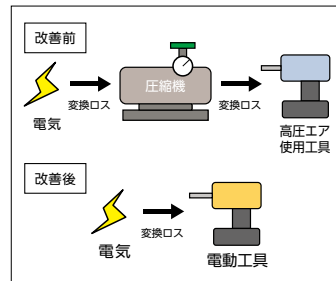 改善前
圧縮機
変換ロス
変換ロス
電気
高圧エア
使用工具
改善後
変換ロス
電気
電動工具